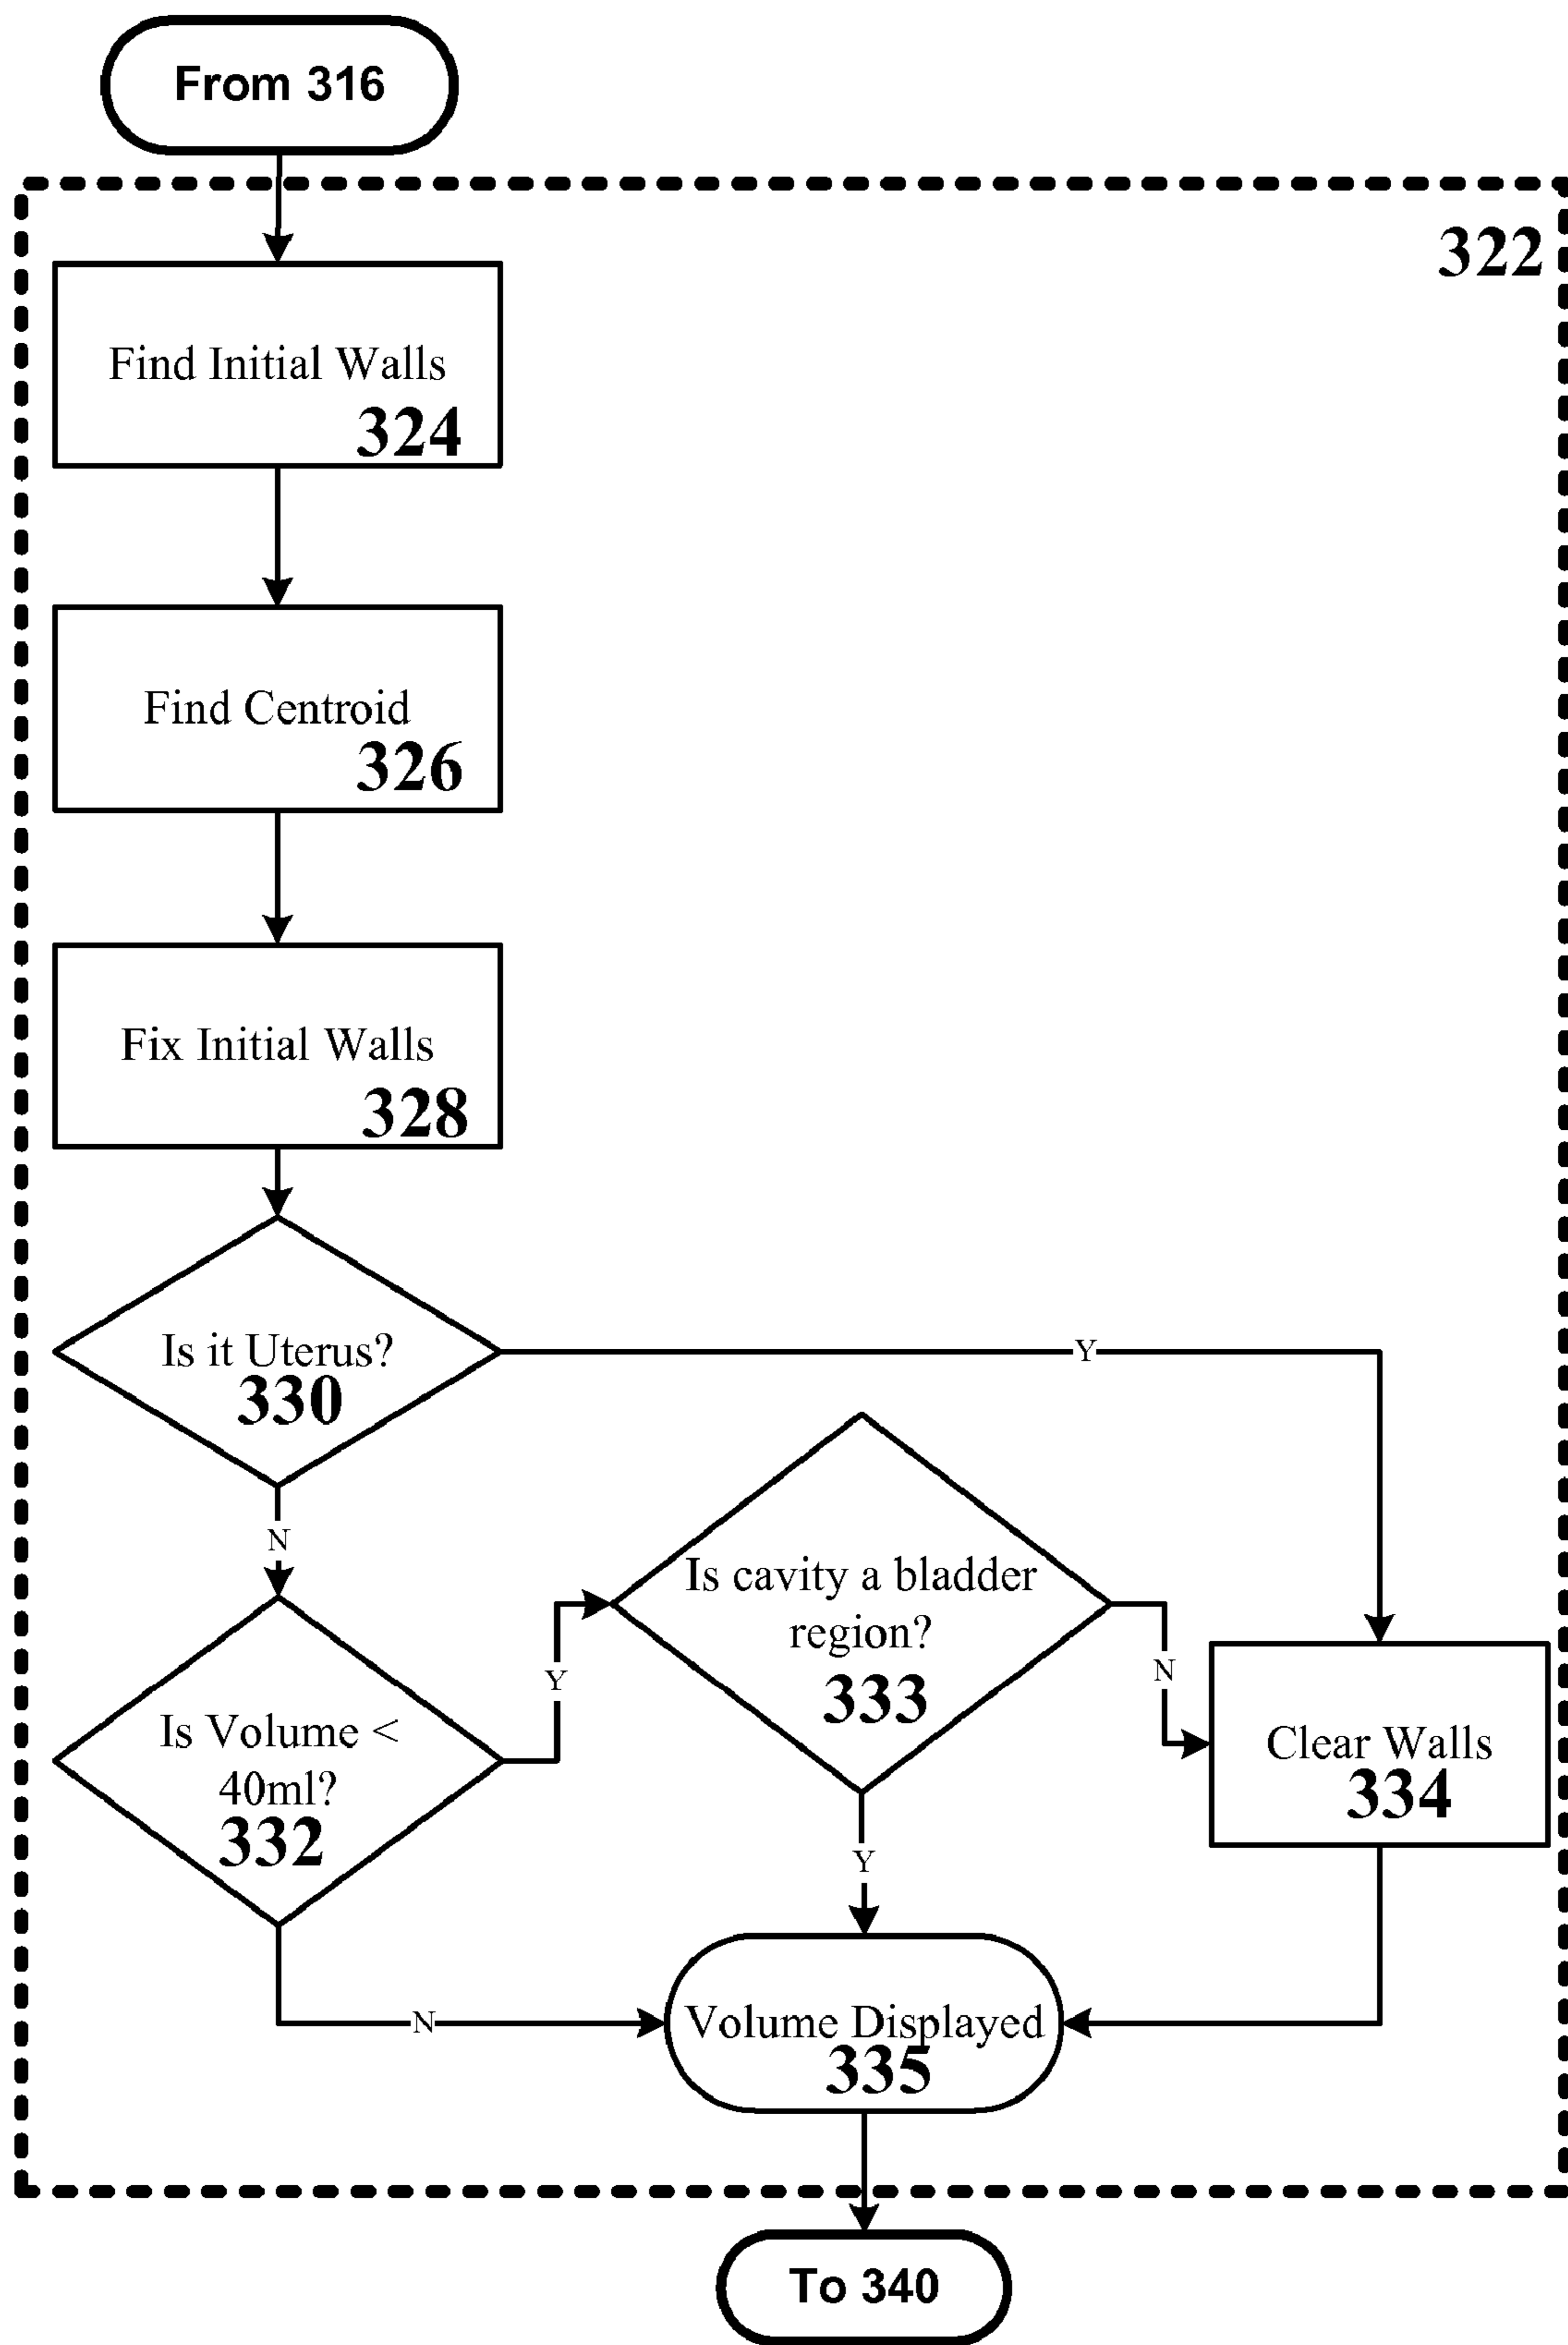 From 316
322
Find Initial Walls
324
Find Centroid
326
Fix Initial Walls
328
Is it Uterus?
330
Y
N
Is cavity a bladder
region?
333
Y
N
Is Volume <
40ml?
332
Clear Walls
334
Y
N
Volume Displayed
335
To 340